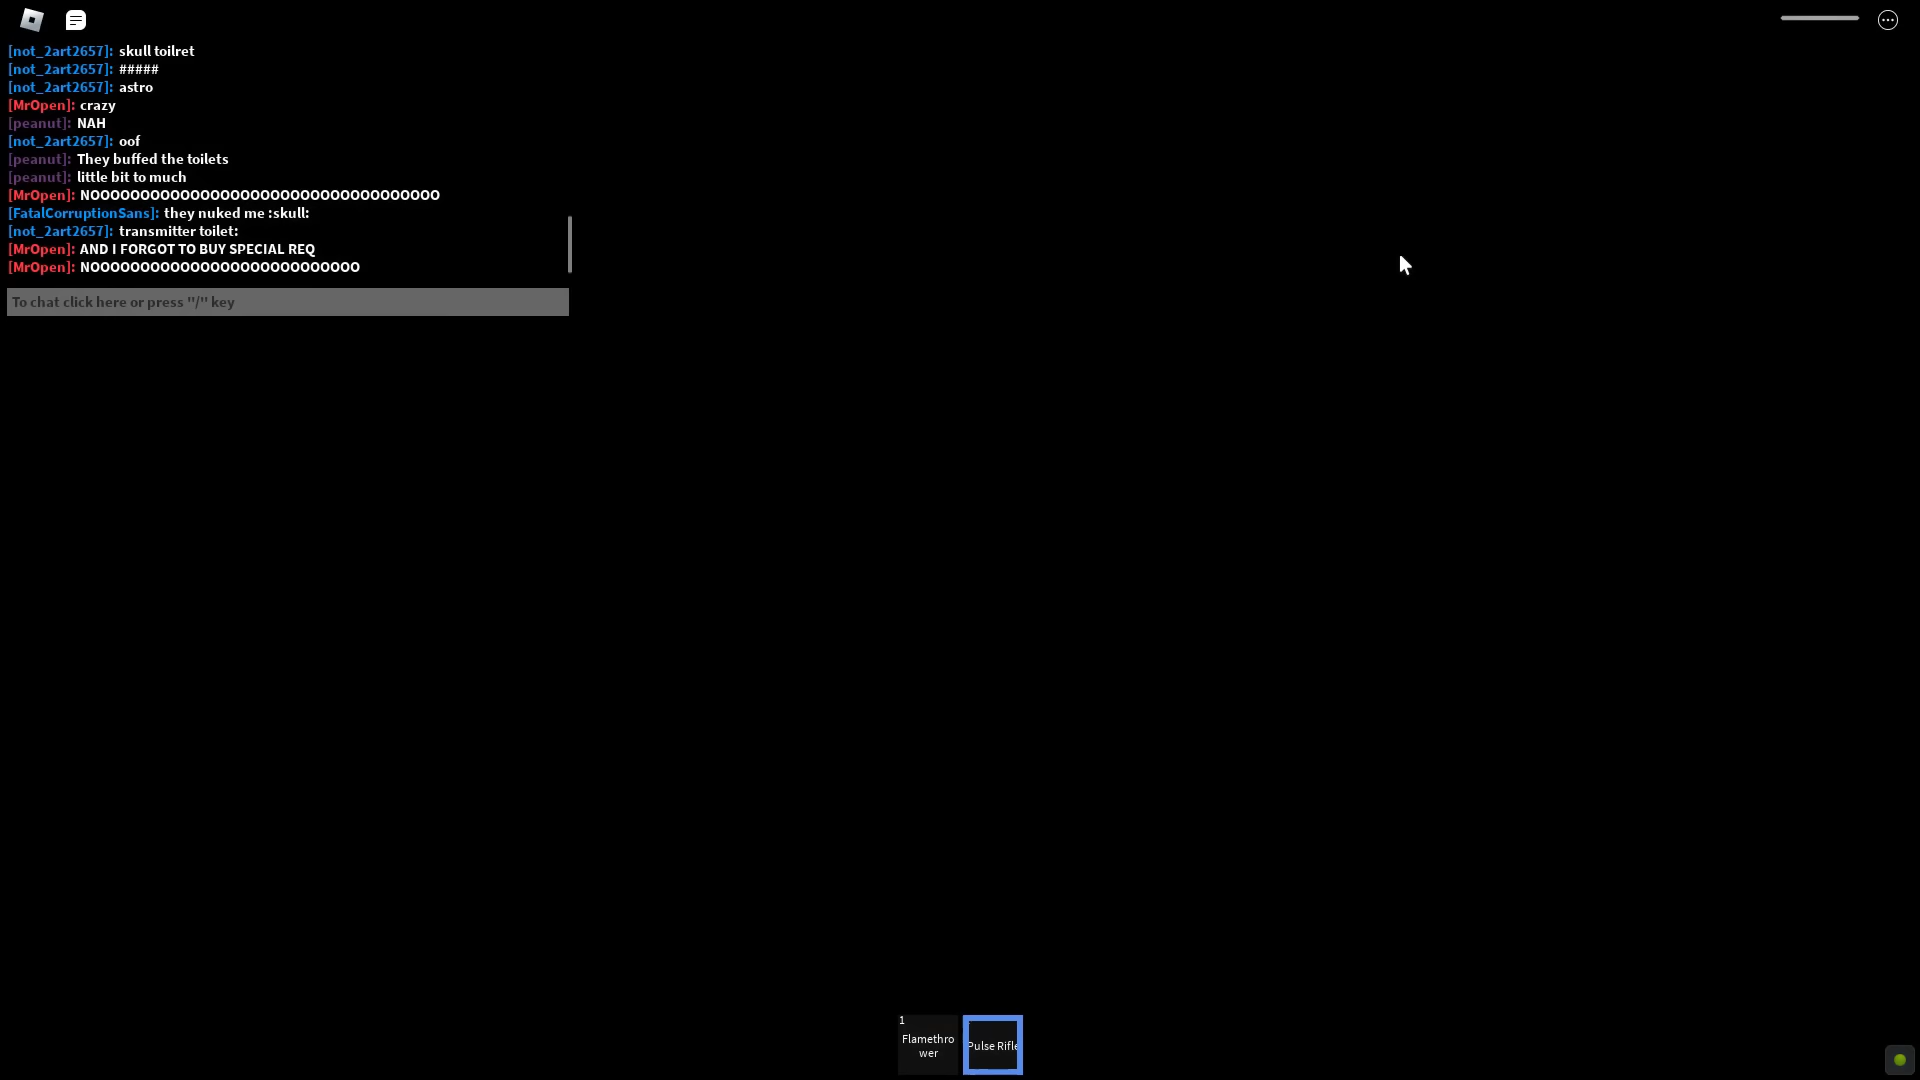 [not_2art2657]: skull toilret
[not_2art2657]: #####
[not_2art2657]: astro
[MrOpen]: crazy
[peanut]: NAH
[not_2art2657]: oof
[peanut]: They buffed the toilets
[peanut]: little bit to much
[MrOpen]: NOOOOOOOOOOOOOOOOOOOOOOOOOOOOOOOOOOO
[FatalCorruptionSans]: they nuked me :skull:
[not_2art2657]: transmitter toilet:
[MrOpen]: AND I FORGOT TO BUY SPECIAL REQ
[MrOpen]: NOOOOOOOOOOOOOOOOOOOOOOOOOOO
To chat click here or press "/" key
1
Flamethro
wer
Pulse Rifle